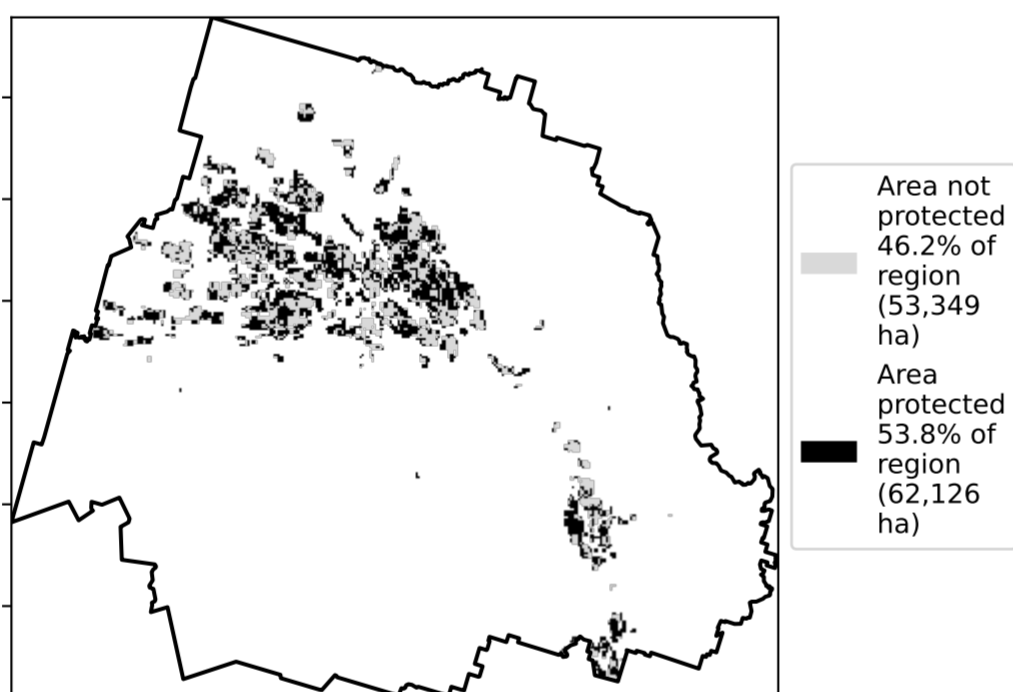 Area not
protected
46.2% of
region
(53,349
ha)
Area
protected
53.8% of
region
(62,126
ha)